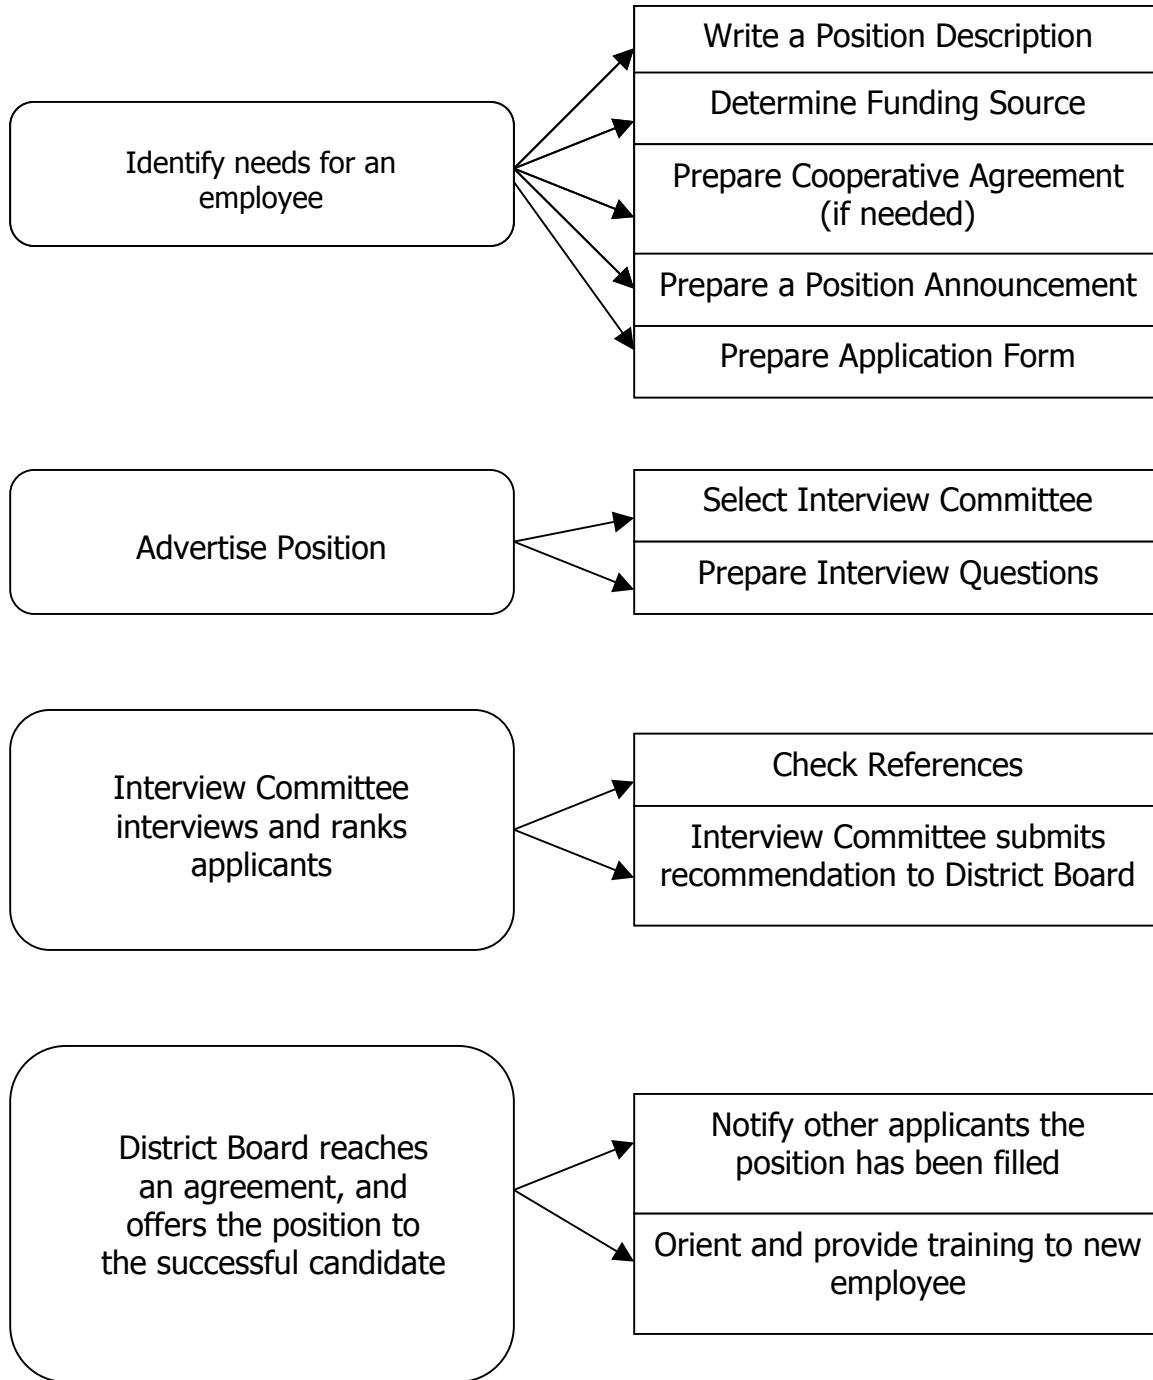 Identify needs for an
employee
Write a Position Description
Determine Funding Source
Prepare Cooperative Agreement
(if needed)
Prepare a Position Announcement
Prepare Application Form
Advertise Position
Select Interview Committee
Prepare Interview Questions
Interview Committee
interviews and ranks
applicants
Check References
Interview Committee submits
recommendation to District Board
District Board reaches
an agreement, and
offers the position to
the successful candidate
Notify other applicants the
position has been filled
Orient and provide training to new
employee